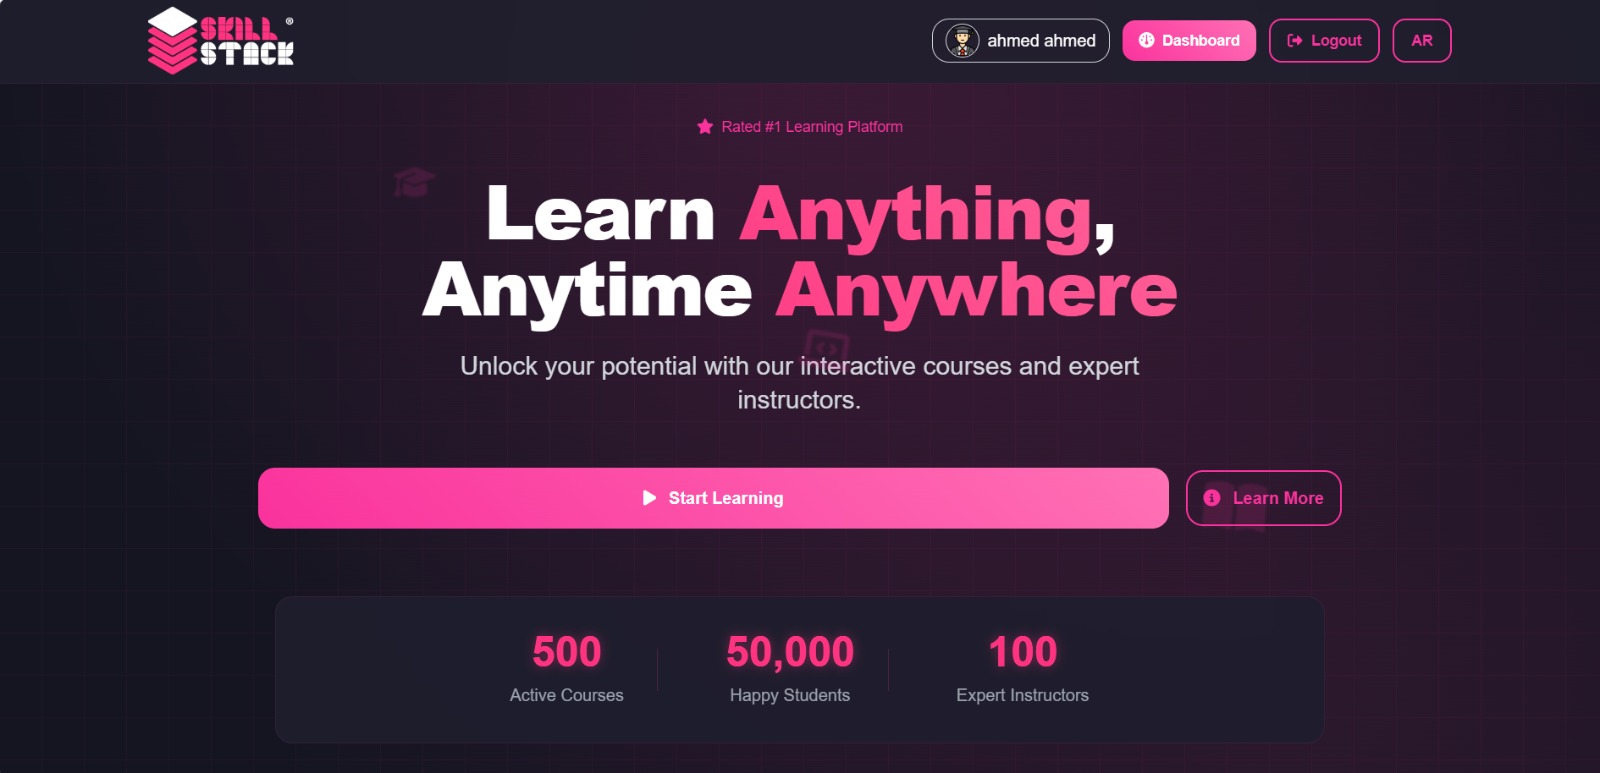 SKILL ®
STACK
ahmed ahmed
Dashboard
Logout
AR
Rated #1 Learning Platform
Learn Anything,
Anytime Anywhere
Unlock your potential with our interactive courses and expert
instructors.
Start Learning
Learn More
500
Active Courses
50,000
Happy Students
100
Expert Instructors